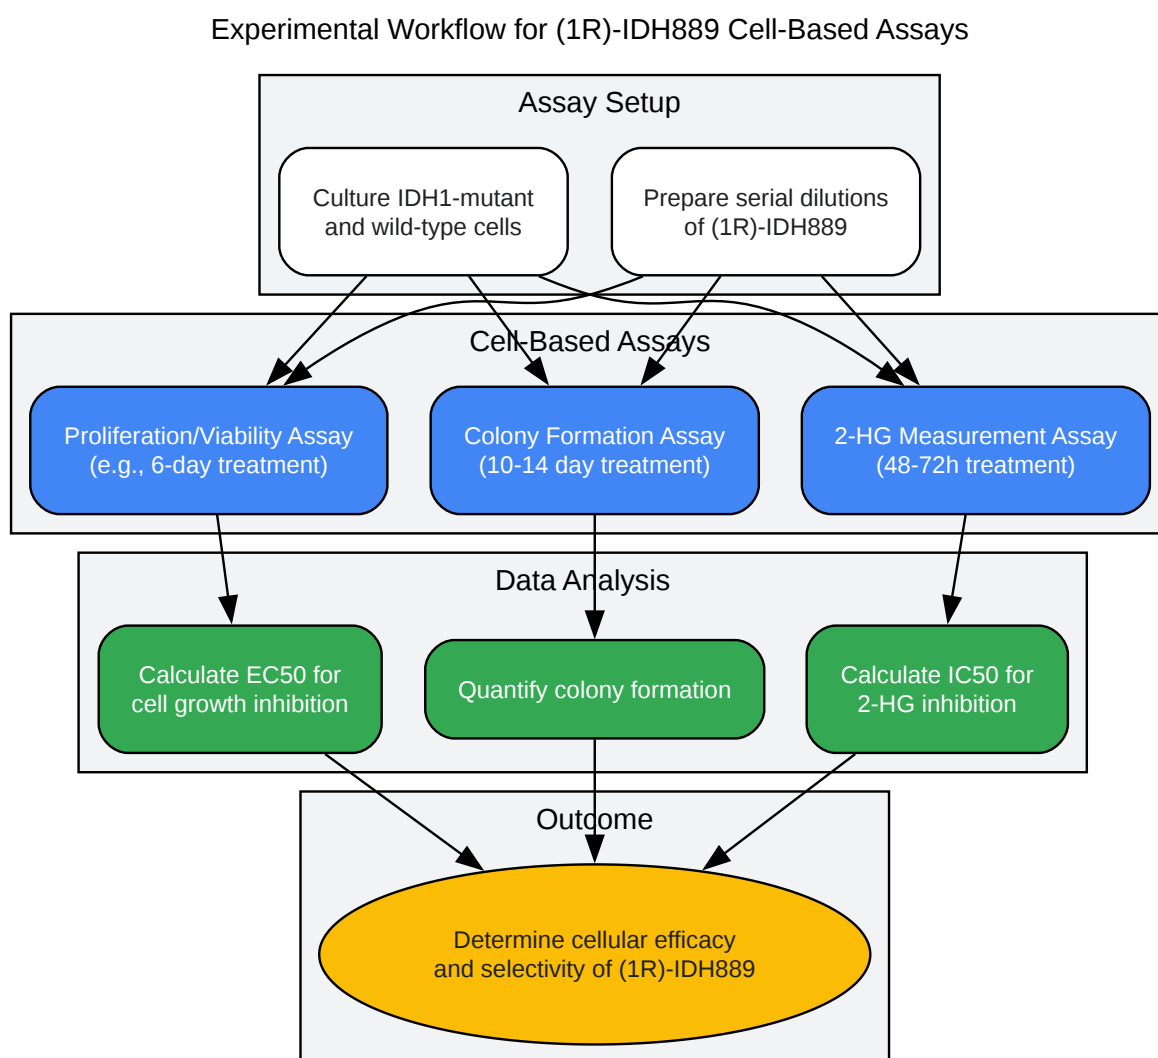 Experimental Workflow for (1R)-IDH889 Cell-Based Assays
Assay Setup
Culture IDH1-mutant
and wild-type cells
Prepare serial dilutions
of (1R)-IDH889
Cell-Based Assays
Proliferation/Viability Assay
(e.g., 6-day treatment)
Colony Formation Assay
(10-14 day treatment)
2-HG Measurement Assay
(48-72h treatment)
Data Analysis
Calculate EC50 for
cell growth inhibition
Quantify colony formation
Calculate IC50 for
2-HG inhibition
Outcome
Determine cellular efficacy
and selectivity of (1R)-IDH889